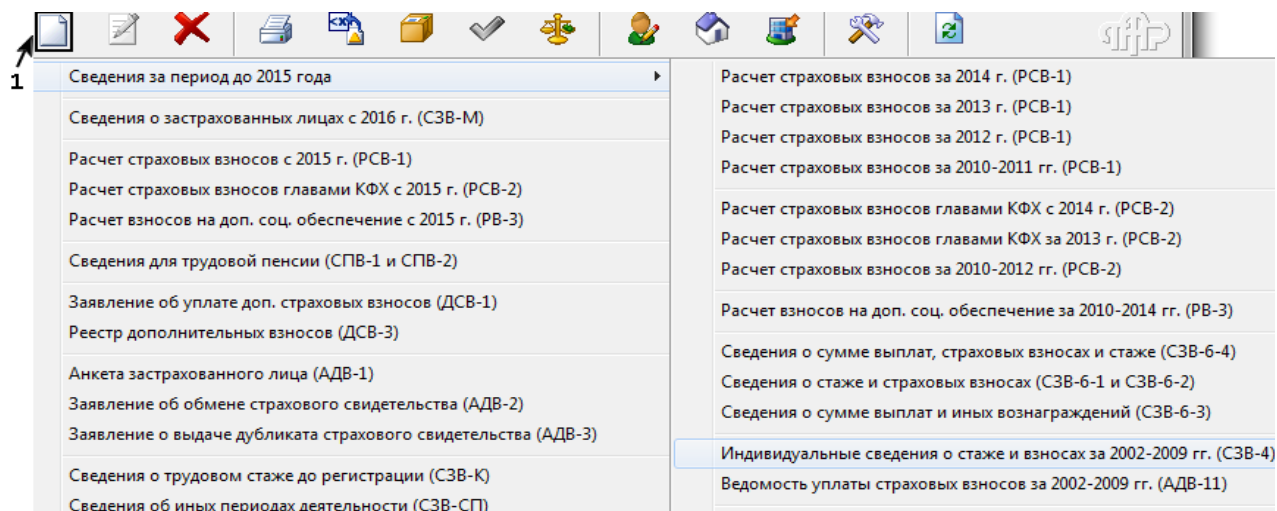 1
Сведения за период до 2015 года
Сведения о застрахованных лицах с 2016 г. (СЗВ-М)
Расчет страховых взносов с 2015 г. (РСВ-1)
Расчет страховых взносов главами КФХ с 2015 г. (РСВ-2)
Расчет взносов на доп. соц. обеспечение с 2015 г. (РВ-3)
Сведения для трудовой пенсии (СПВ-1 и СПВ-2)
Заявление об уплате доп. страховых взносов (ДСВ-1)
Реестр дополнительных взносов (ДСВ-3)
Анкета застрахованного лица (АДВ-1)
Заявление об обмене страхового свидетельства (АДВ-2)
Заявление о выдаче дубликата страхового свидетельства (АДВ-3)
Сведения о трудовом стаже до регистрации (СЗВ-К)
Сведения об иных периодах деятельности (СЗВ-СП)
Расчет страховых взносов за 2014 г. (РСВ-1)
Расчет страховых взносов за 2013 г. (РСВ-1)
Расчет страховых взносов за 2012 г. (РСВ-1)
Расчет страховых взносов за 2010-2011 гг. (РСВ-1)
Расчет страховых взносов главами КФХ с 2014 г. (РСВ-2)
Расчет страховых взносов главами КФХ за 2013 г. (РСВ-2)
Расчет страховых взносов за 2010-2012 гг. (РСВ-2)
Расчет взносов на доп. соц. обеспечение за 2010-2014 гг. (РВ-3)
Сведения о сумме выплат, страховых взносах и стаже (СЗВ-6-4)
Сведения о стаже и страховых взносах (СЗВ-6-1 и СЗВ-6-2)
Сведения о сумме выплат и иных вознаграждений (СЗВ-6-3)
Индивидуальные сведения о стаже и взносах за 2002-2009 гг. (СЗВ-4)
Ведомость уплаты страховых взносов за 2002-2009 гг. (АДВ-11)